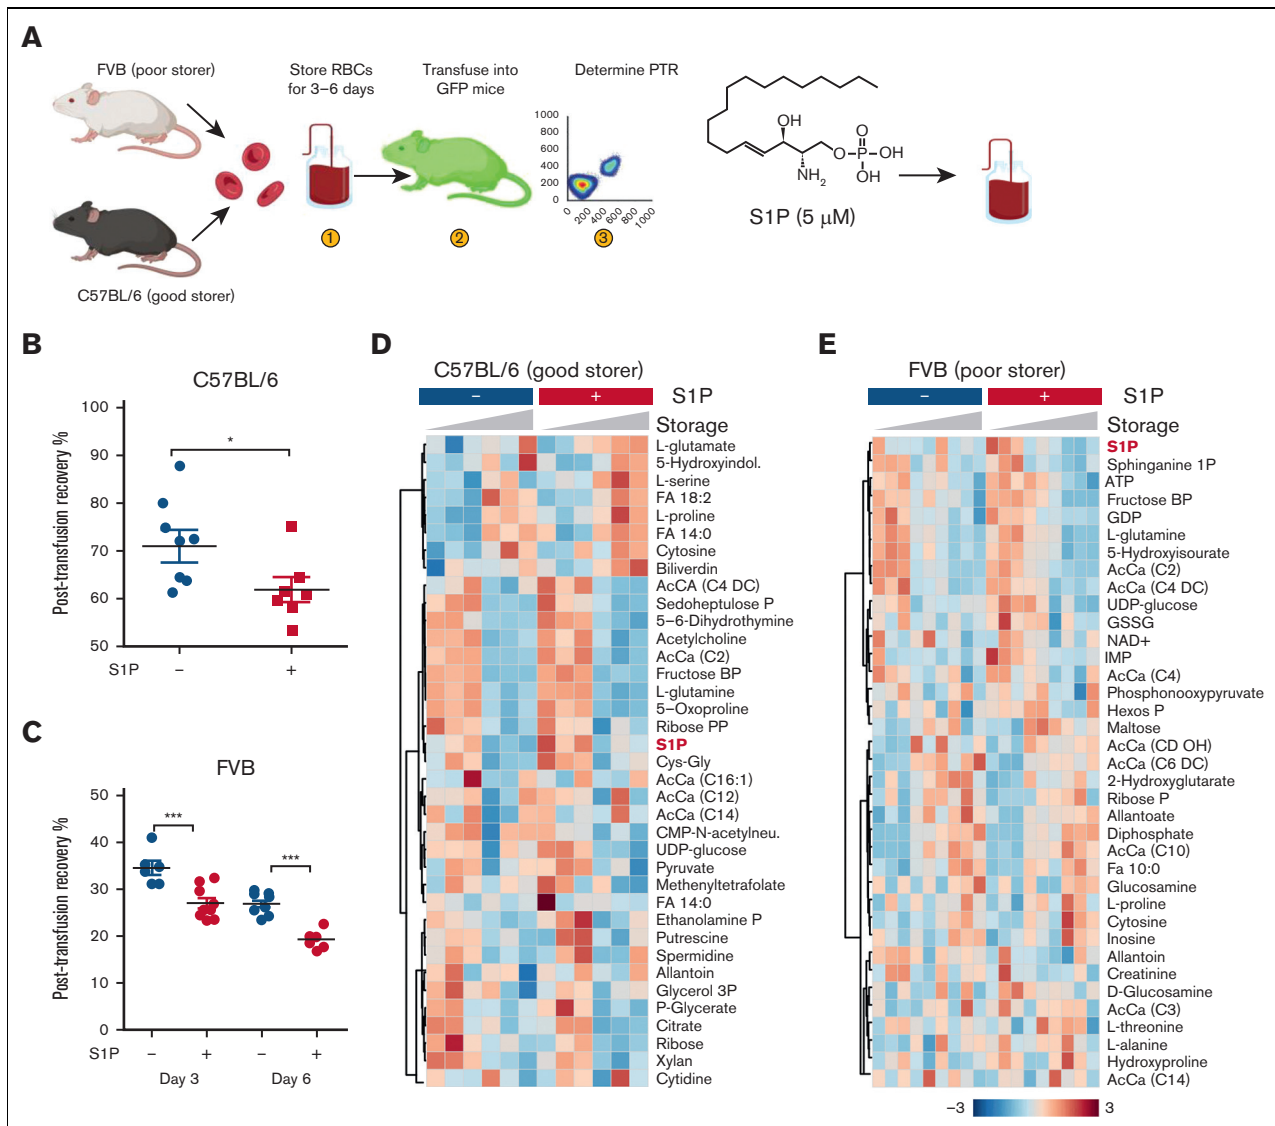 A
FVB (poor storer)
Store RBCs
for 3–6 days
Transfuse into
GFP mice
Determine PTR
1000
800
600
400
200
0
0
200
400
600
800
1000
C57BL/6 (good storer)
1
2
3
OH
NH2
O
O
P
OH
OH
S1P (5 μM)
B
C57BL/6
Post-transfusion recovery %
100
90
80
70
60
50
*
S1P
–
+
C
FVB
Post-transfusion recovery %
50
40
30
20
10
0
***
***
S1P
–
+
–
+
Day 3
Day 6
D
C57BL/6 (good storer)
–
+
S1P
Storage
L-glutamate
5-Hydroxyindol.
L-serine
FA 18:2
L-proline
FA 14:0
Cytosine
Biliverdin
AcCA (C4 DC)
Sedoheptulose P
5–6-Dihydrothymine
Acetylcholine
AcCa (C2)
Fructose BP
L-glutamine
5–Oxoproline
Ribose PP
S1P
Cys-Gly
AcCa (C16:1)
AcCa (C12)
AcCa (C14)
CMP-N-acetylneu.
UDP-glucose
Pyruvate
Methenyltetrafolate
FA 14:0
Ethanolamine P
Putrescine
Spermidine
Allantoin
Glycerol 3P
P-Glycerate
Citrate
Ribose
Xylan
Cytidine
E
FVB (poor storer)
–
+
S1P
Storage
S1P
Sphinganine 1P
ATP
Fructose BP
GDP
L-glutamine
5-Hydroxyisourate
AcCa (C2)
AcCa (C4 DC)
UDP-glucose
GSSG
NAD+
IMP
AcCa (C4)
Phosphonooxypyruvate
Hexos P
Maltose
AcCa (CD OH)
AcCa (C6 DC)
2-Hydroxyglutarate
Ribose P
Allantoate
Diphosphate
AcCa (C10)
Fa 10:0
Glucosamine
L-proline
Cytosine
Inosine
Allantoin
Creatinine
D-Glucosamine
AcCa (C3)
L-threonine
L-alanine
Hydroxyproline
AcCa (C14)
–3
3